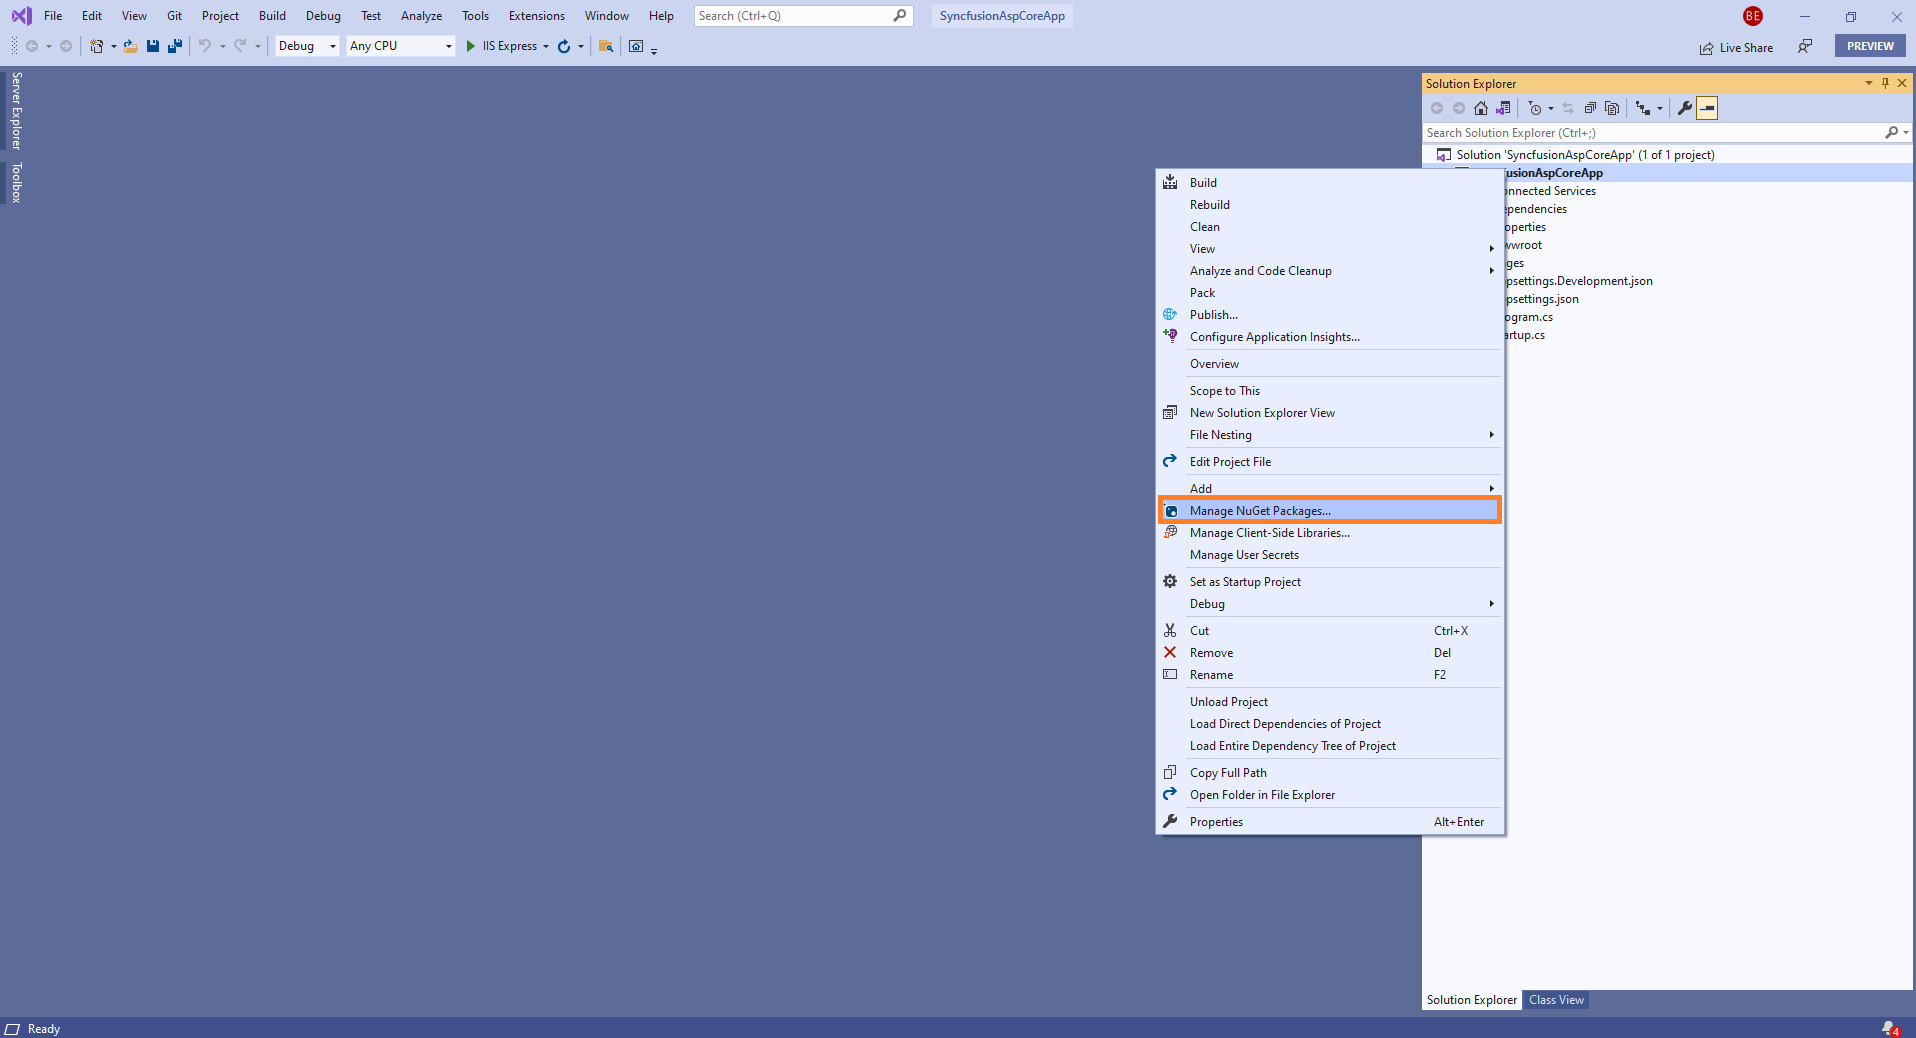 File Edit View Git Project Build Debug Test Analyze Tools Extensions Window Help Search (Ctrl+Q) SyncfusionAspCoreApp BE
Debug Any CPU IIS Express Live Share PREVIEW
Server Explorer
Toolbox
Solution Explorer
Search Solution Explorer (Ctrl+;)
Solution 'SyncfusionAspCoreApp' (1 of 1 project)
usionAspCoreApp
nnected Services
pendencies
operties
wroot
ges
psettings.Development.json
psettings.json
ogram.cs
artup.cs
Build
Rebuild
Clean
View
Analyze and Code Cleanup
Pack
Publish...
Configure Application Insights...
Overview
Scope to This
New Solution Explorer View
File Nesting
Edit Project File
Add
Manage NuGet Packages...
Manage Client-Side Libraries...
Manage User Secrets
Set as Startup Project
Debug
Cut Ctrl+X
Remove Del
Rename F2
Unload Project
Load Direct Dependencies of Project
Load Entire Dependency Tree of Project
Copy Full Path
Open Folder in File Explorer
Properties Alt+Enter
Solution Explorer Class View
Ready 4